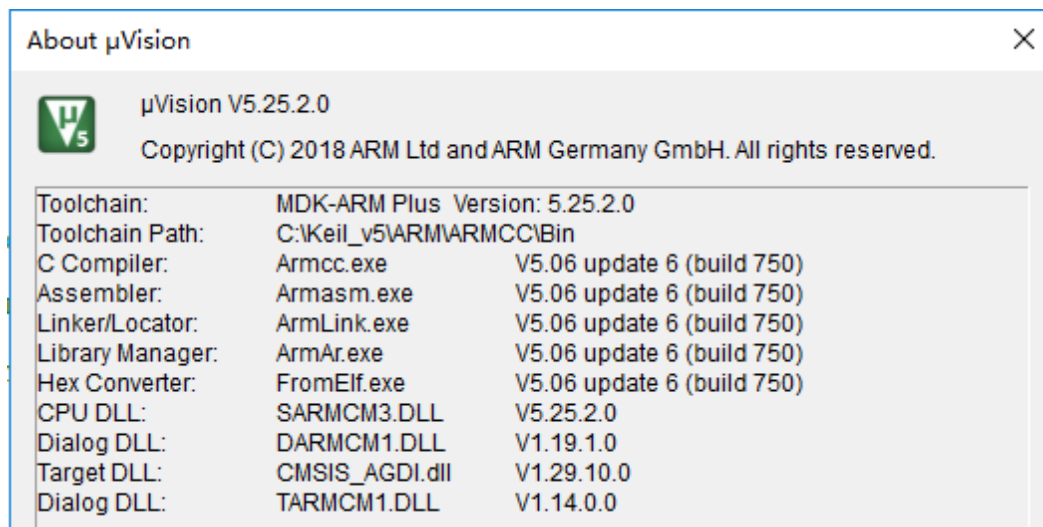 About µVision
µVision V5.25.2.0
Copyright (C) 2018 ARM Ltd and ARM Germany GmbH. All rights reserved.
Toolchain: MDK-ARM Plus Version: 5.25.2.0
Toolchain Path: C:\Keil_v5\ARM\ARMCC\Bin
C Compiler: Armcc.exe V5.06 update 6 (build 750)
Assembler: Armasm.exe V5.06 update 6 (build 750)
Linker/Locator: ArmLink.exe V5.06 update 6 (build 750)
Library Manager: ArmAr.exe V5.06 update 6 (build 750)
Hex Converter: FromElf.exe V5.06 update 6 (build 750)
CPU DLL: SARMCM3.DLL V5.25.2.0
Dialog DLL: DARMCM1.DLL V1.19.1.0
Target DLL: CMSIS_AGDI.dll V1.29.10.0
Dialog DLL: TARMCM1.DLL V1.14.0.0